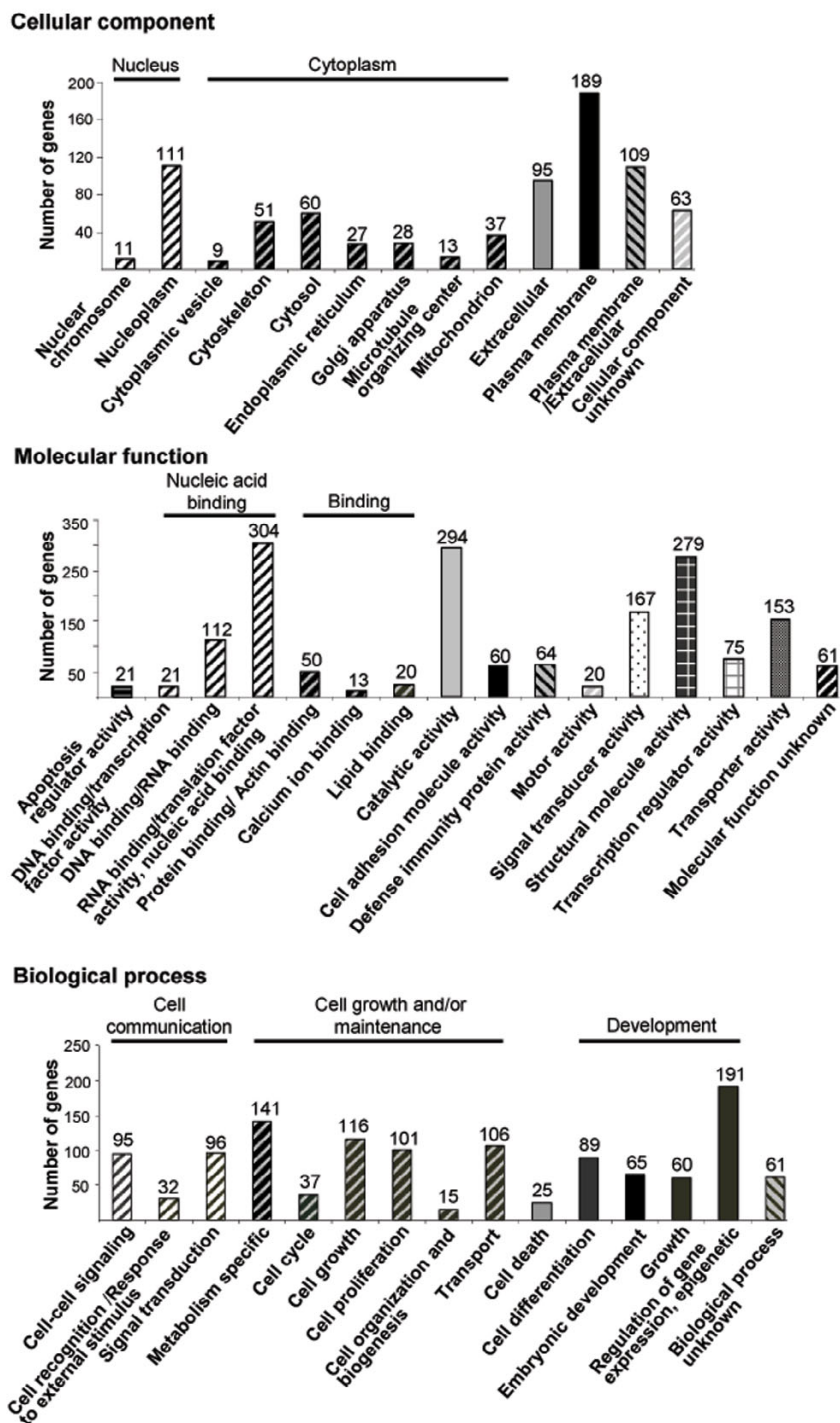 Cellular component
Nucleus
Cytoplasm
Number of genes
200
160
120
80
40
11
111
9
51
60
27
28
13
37
95
189
109
63
Nuclear
chromosome
Nucleoplasm
Cytoplasmic vesicle
Cytoskeleton
Cytosol
Endoplasmic reticulum
Golgi apparatus
Microtubule
organizing center
Mitochondrion
Extracellular
Plasma membrane
Plasma membrane
/Extracellular
Cellular component
unknown
Molecular function
Nucleic acid
binding
Binding
Number of genes
350
250
150
50
21
21
112
304
50
13
20
294
60
64
20
167
279
75
153
61
Apoptosis
regulator activity
DNA binding/transcription
factor activity
DNA binding/RNA binding
RNA binding/translation factor
activity, nucleic acid binding
Protein binding/ Actin binding
Calcium ion binding
Lipid binding
Catalytic activity
Cell adhesion molecule activity
Defense immunity protein activity
Motor activity
Signal transducer activity
Structural molecule activity
Transcription regulator activity
Transporter activity
Molecular function unknown
Biological process
Cell
communication
Cell growth and/or
maintenance
Development
Number of genes
250
200
150
100
50
95
32
96
141
37
116
101
15
106
25
89
65
60
191
61
Cell-cell signaling
Cell recognition /Response
to external stimulus
Signal transduction
Metabolism specific
Cell cycle
Cell growth
Cell proliferation
Cell organization and
biogenesis
Transport
Cell death
Cell differentiation
Embryonic development
Growth
Regulation of gene
expression, epigenetic
Biological process
unknown